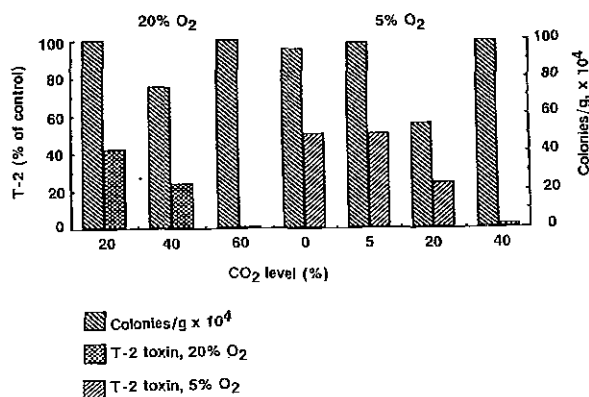 20% O2 5% O2
T-2 (% of control)
100
80
60
40
20
0
100
80
60
40
20
0
Colonies/g, x 10^4
20 40 60 0 5 20 40
CO2 level (%)
Colonies/g x 10^4
T-2 toxin, 20% O2
T-2 toxin, 5% O2